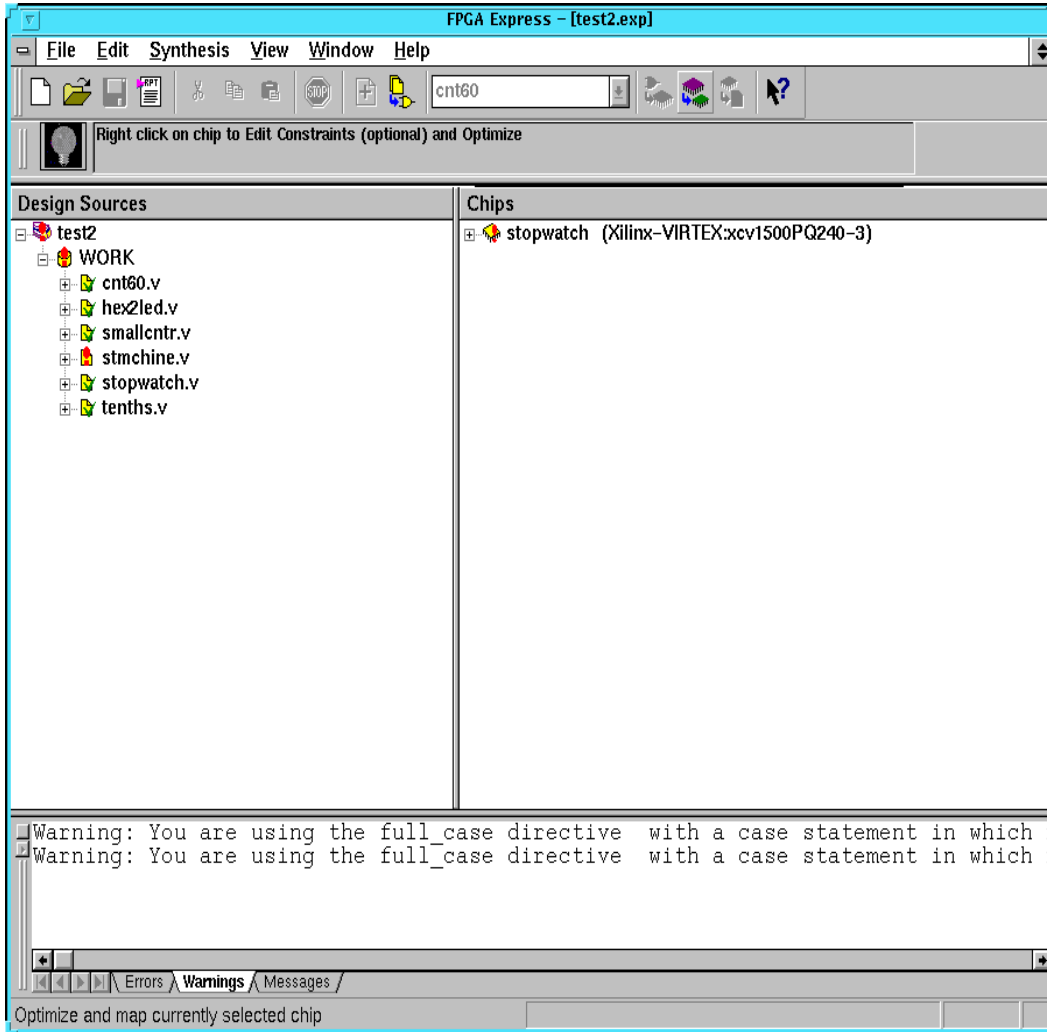 FPGA Express – [test2.exp]
File Edit Synthesis View Window Help
RPT STOP cnt60 ?
Right click on chip to Edit Constraints (optional) and Optimize
Design Sources
test2
WORK
cnt60.v
hex2led.v
smallcntr.v
stmchine.v
stopwatch.v
tenths.v
Chips
stopwatch (Xilinx-VIRTEX:xcv1500PQ240-3)
Warning: You are using the full_case directive with a case statement in which
Warning: You are using the full_case directive with a case statement in which
Errors Warnings Messages
Optimize and map currently selected chip